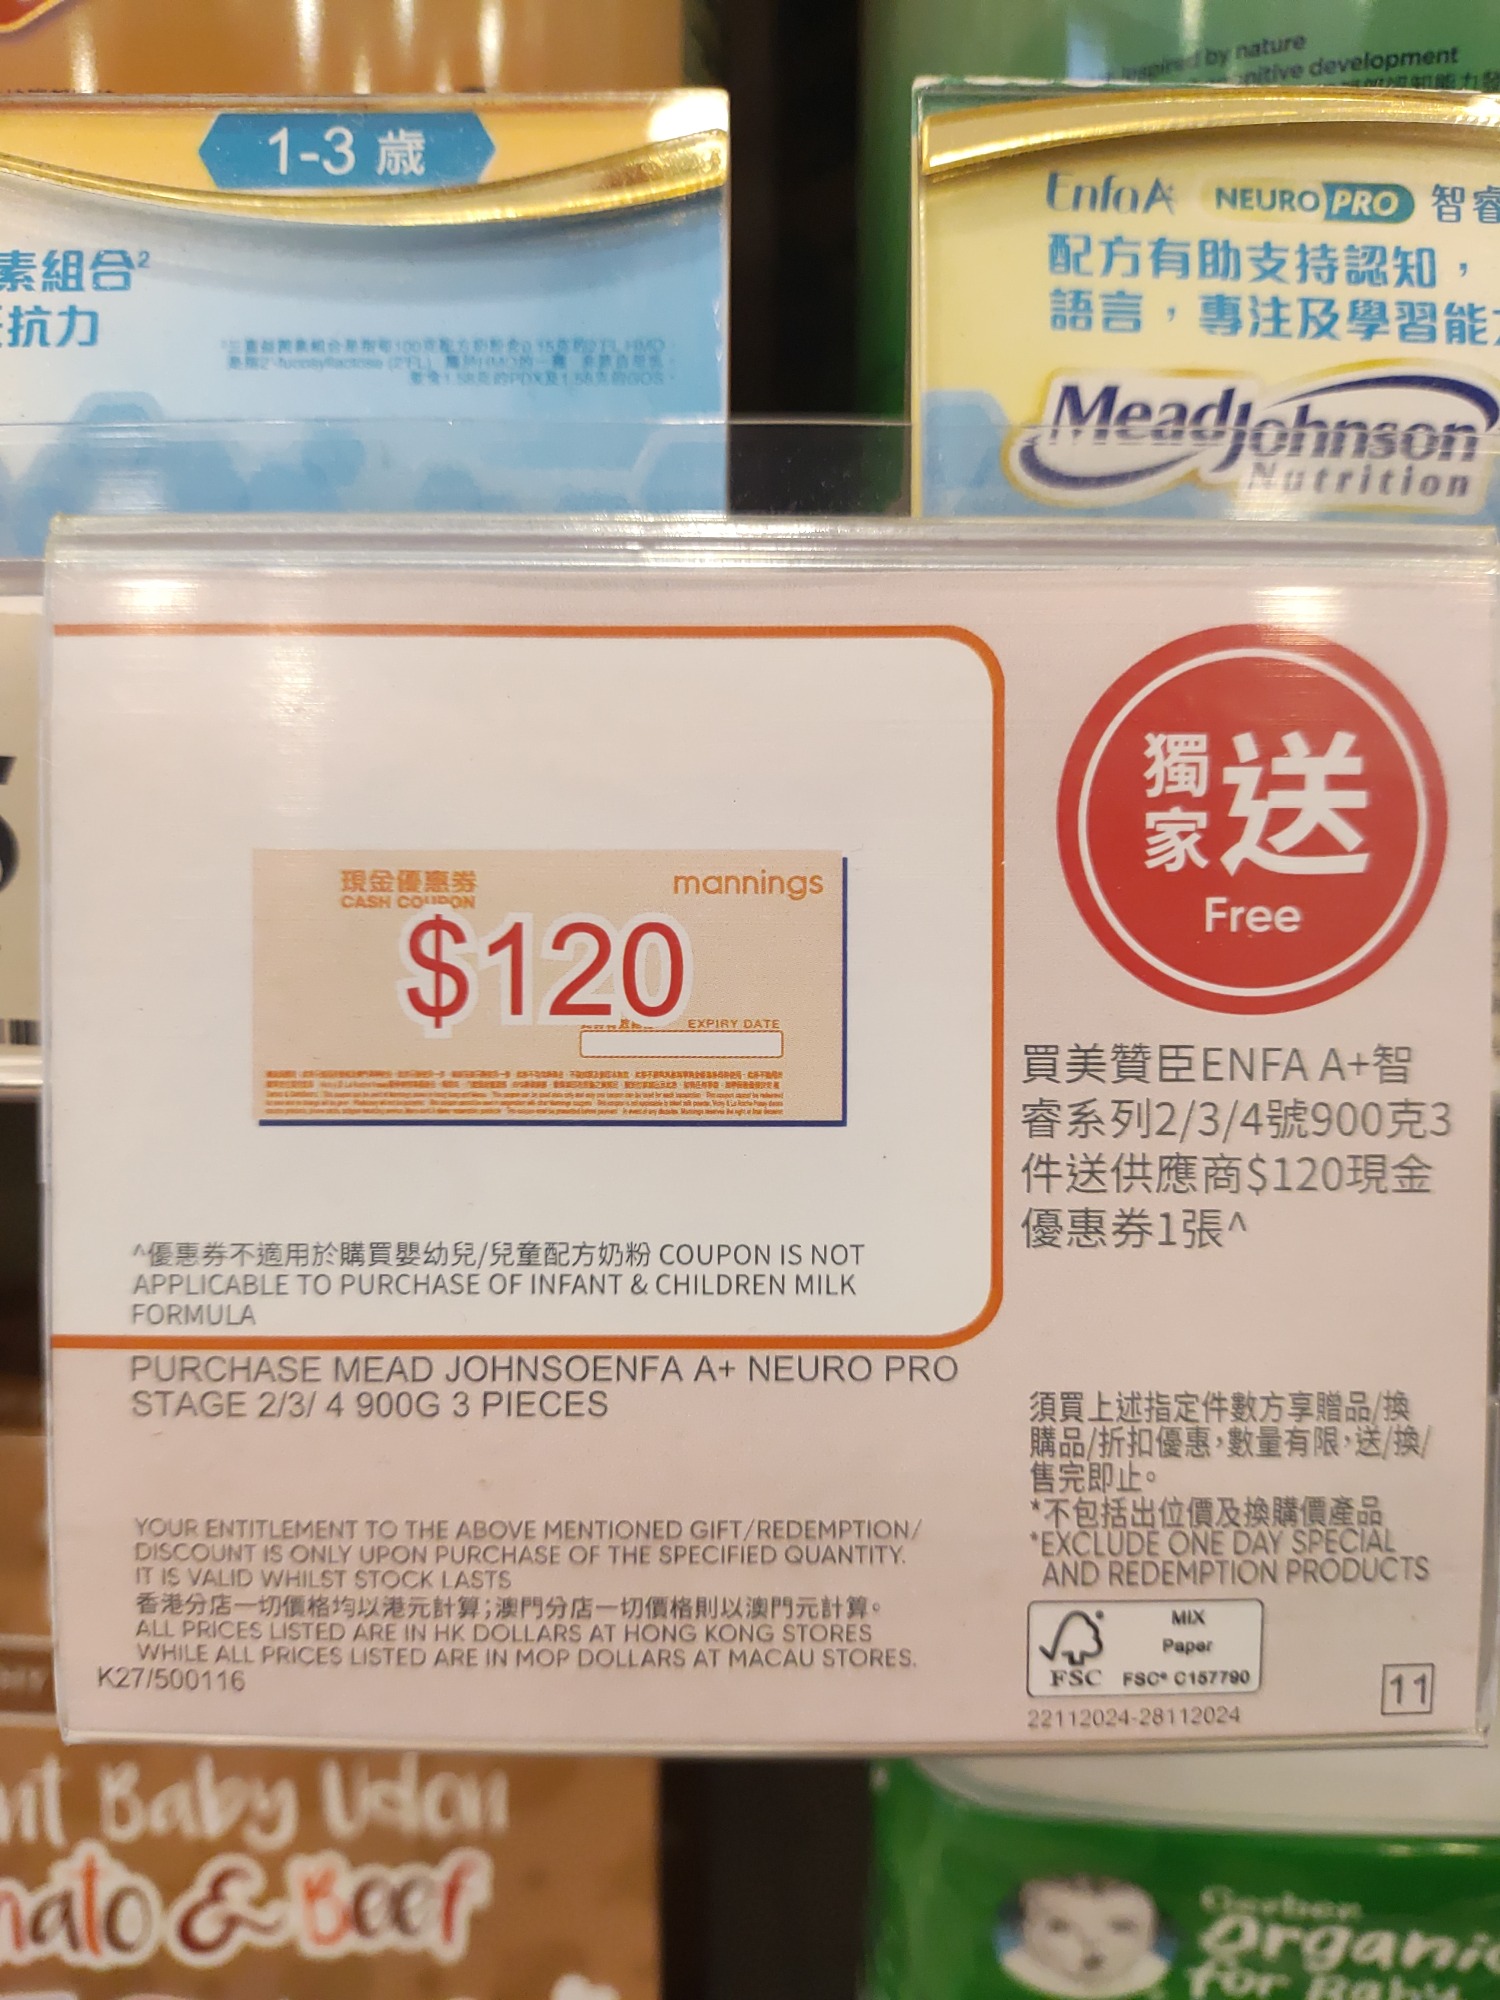 by nature
development
1-3 歲
素組合²
抗力
EnfaA+ NEUROPRO 智睿
配方有助支持認知，
語言，專注及學習能
MeadJohnson
Nutrition
現金優惠券
CASH COUPON
mannings
$120
EXPIRY DATE
獨家送
Free
買美贊臣ENFA A+智
睿系列2/3/4號900克3
件送供應商$120現金
優惠券1張^
^優惠券不適用於購買嬰幼兒/兒童配方奶粉 COUPON IS NOT
APPLICABLE TO PURCHASE OF INFANT & CHILDREN MILK
FORMULA
PURCHASE MEAD JOHNSOENFA A+ NEURO PRO
STAGE 2/3/ 4 900G 3 PIECES
須買上述指定件數方享贈品/換
購品/折扣優惠，數量有限，送/換/
售完即止。
*不包括出位價及換購價產品
*EXCLUDE ONE DAY SPECIAL
AND REDEMPTION PRODUCTS
YOUR ENTITLEMENT TO THE ABOVE MENTIONED GIFT/REDEMPTION/
DISCOUNT IS ONLY UPON PURCHASE OF THE SPECIFIED QUANTITY.
IT IS VALID WHILST STOCK LASTS
香港分店一切價格均以港元計算；澳門分店一切價格則以澳門元計算。
ALL PRICES LISTED ARE IN HK DOLLARS AT HONG KONG STORES
WHILE ALL PRICES LISTED ARE IN MOP DOLLARS AT MACAU STORES.
K27/500116
FSC
MIX
Paper
FSC® C157790
22112024-28112024
11
Baby Udon
& Beef
Gerber
Organic
for Baby